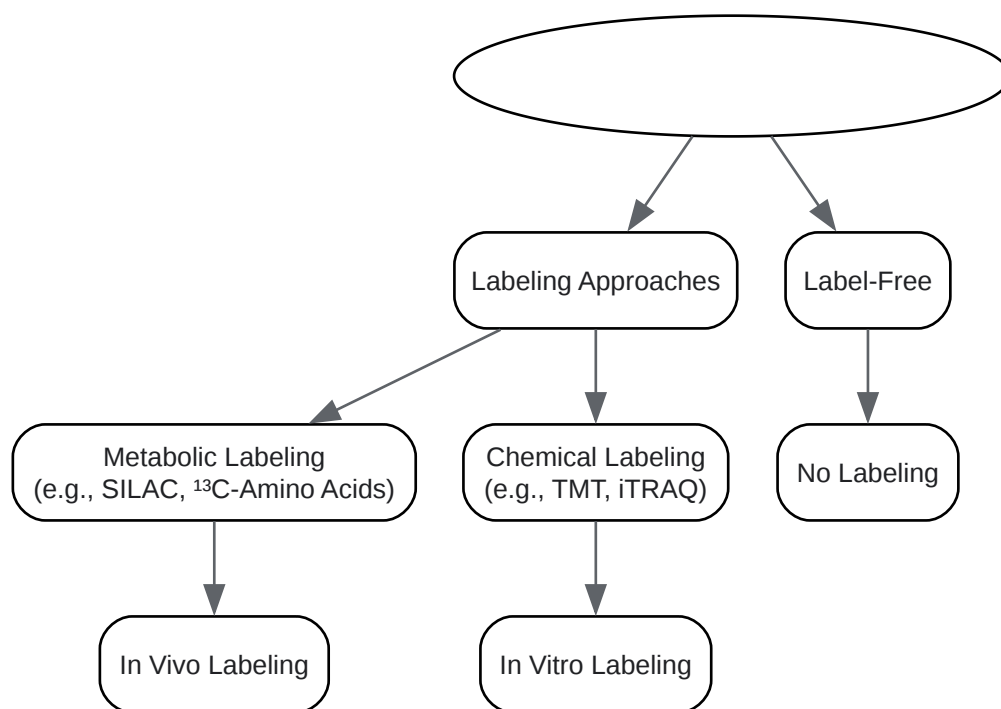 Labeling Approaches
Label-Free
Metabolic Labeling
(e.g., SILAC, ¹³C-Amino Acids)
Chemical Labeling
(e.g., TMT, iTRAQ)
No Labeling
In Vivo Labeling
In Vitro Labeling